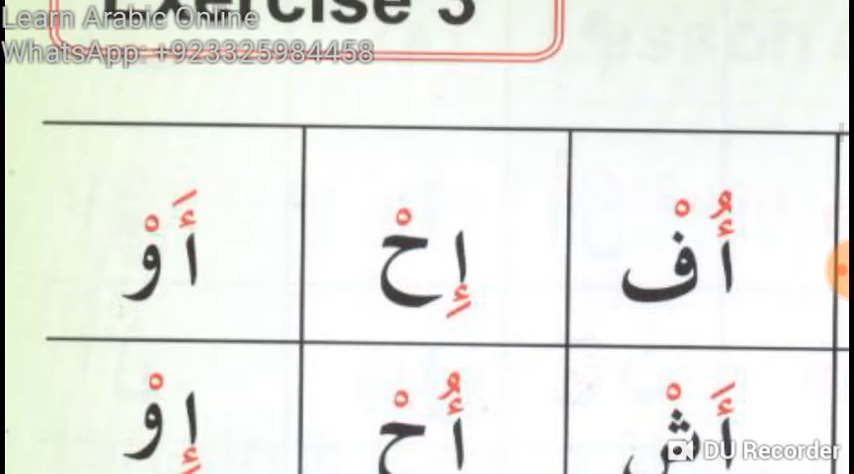 Exercise 3
Learn Arabic Online
WhatsApp: +923325984458
أُفْ إِحْ أَوْ
أَشْ أُحْ إِوْ
DU Recorder